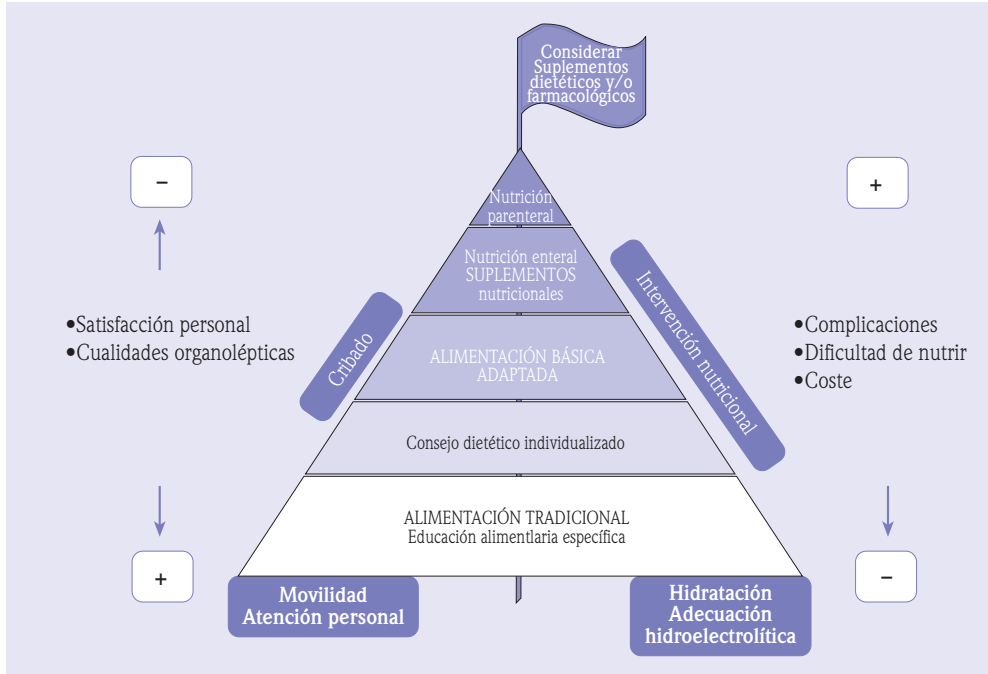 Considerar
Suplementos
dietéticos y/o
farmacológicos
–
+
Nutrición
parenteral
Nutrición enteral
SUPLEMENTOS
nutricionales
Cribado
Intervención nutricional
•Satisfacción personal
•Cualidades organolépticas
•Complicaciones
•Dificultad de nutrir
•Coste
ALIMENTACIÓN BÁSICA
ADAPTADA
Consejo dietético individualizado
ALIMENTACIÓN TRADICIONAL
Educación alimentlaria específica
+
–
Movilidad
Atención personal
Hidratación
Adecuación
hidroelectrolítica